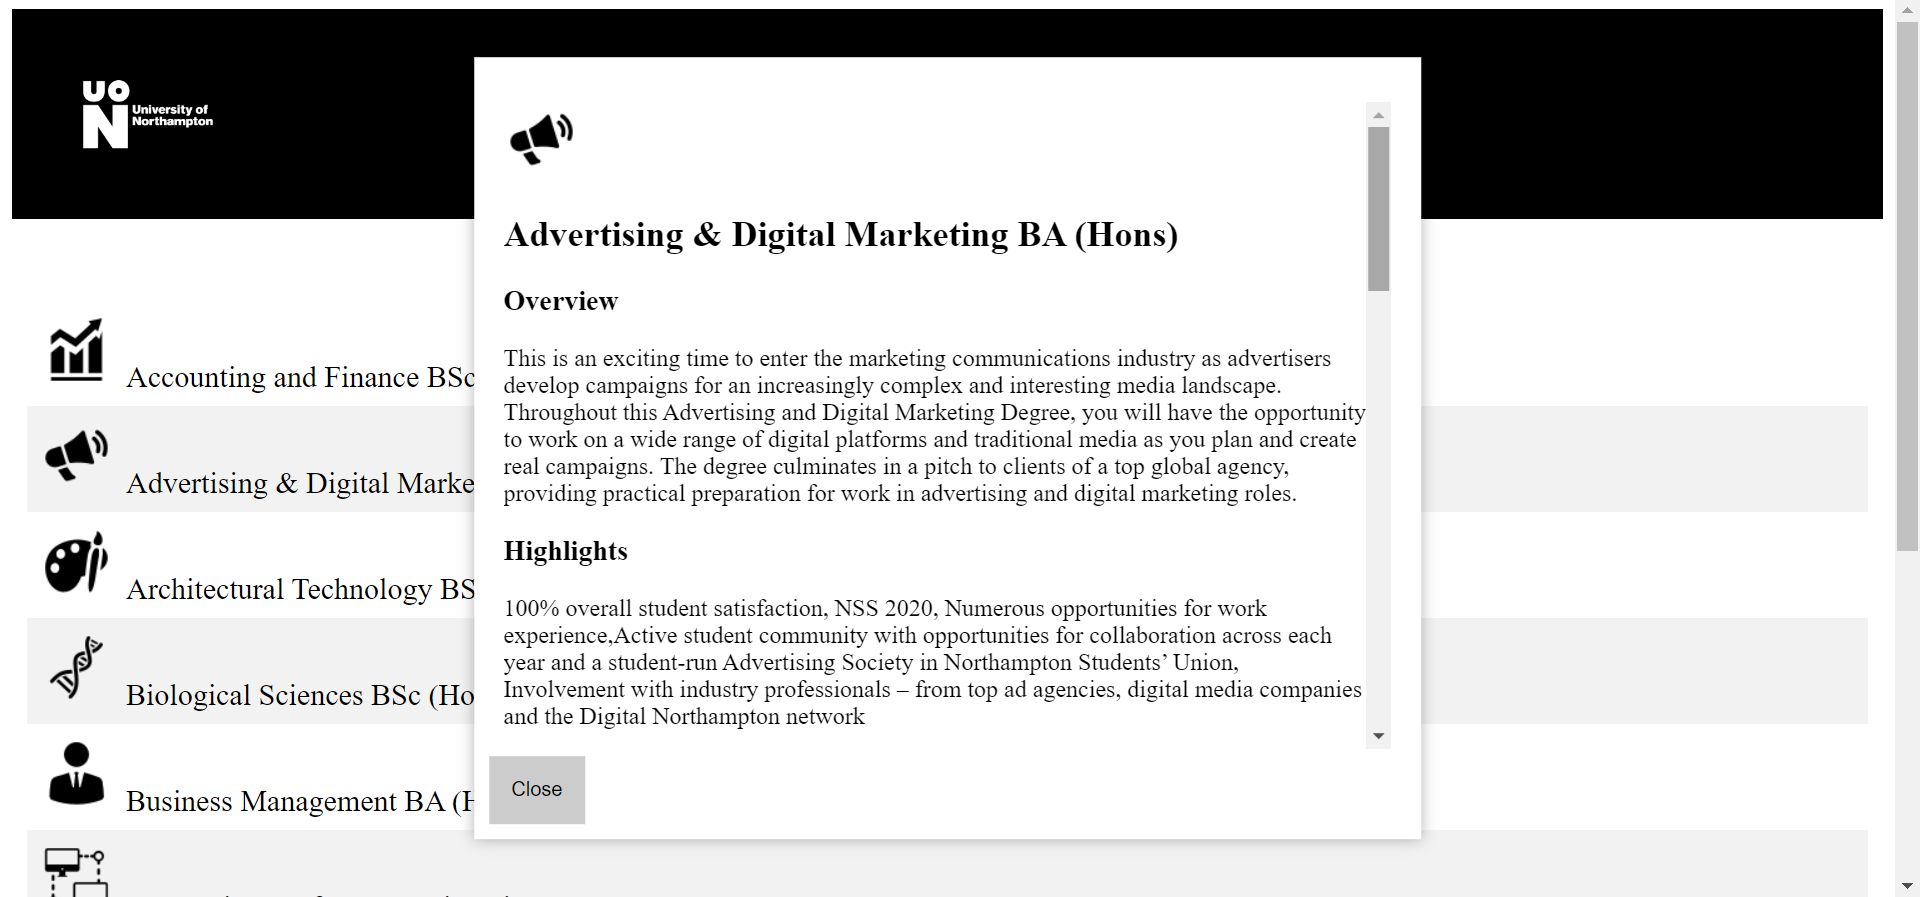 UON
University of
Northampton
Advertising & Digital Marketing BA (Hons)
Overview
This is an exciting time to enter the marketing communications industry as advertisers
develop campaigns for an increasingly complex and interesting media landscape.
Throughout this Advertising and Digital Marketing Degree, you will have the opportunity
to work on a wide range of digital platforms and traditional media as you plan and create
real campaigns. The degree culminates in a pitch to clients of a top global agency,
providing practical preparation for work in advertising and digital marketing roles.
Highlights
100% overall student satisfaction, NSS 2020, Numerous opportunities for work
experience,Active student community with opportunities for collaboration across each
year and a student-run Advertising Society in Northampton Students’ Union,
Involvement with industry professionals – from top ad agencies, digital media companies
and the Digital Northampton network
Close
Accounting and Finance BSc
Advertising & Digital Marke
Architectural Technology BS
Biological Sciences BSc (Ho
Business Management BA (H